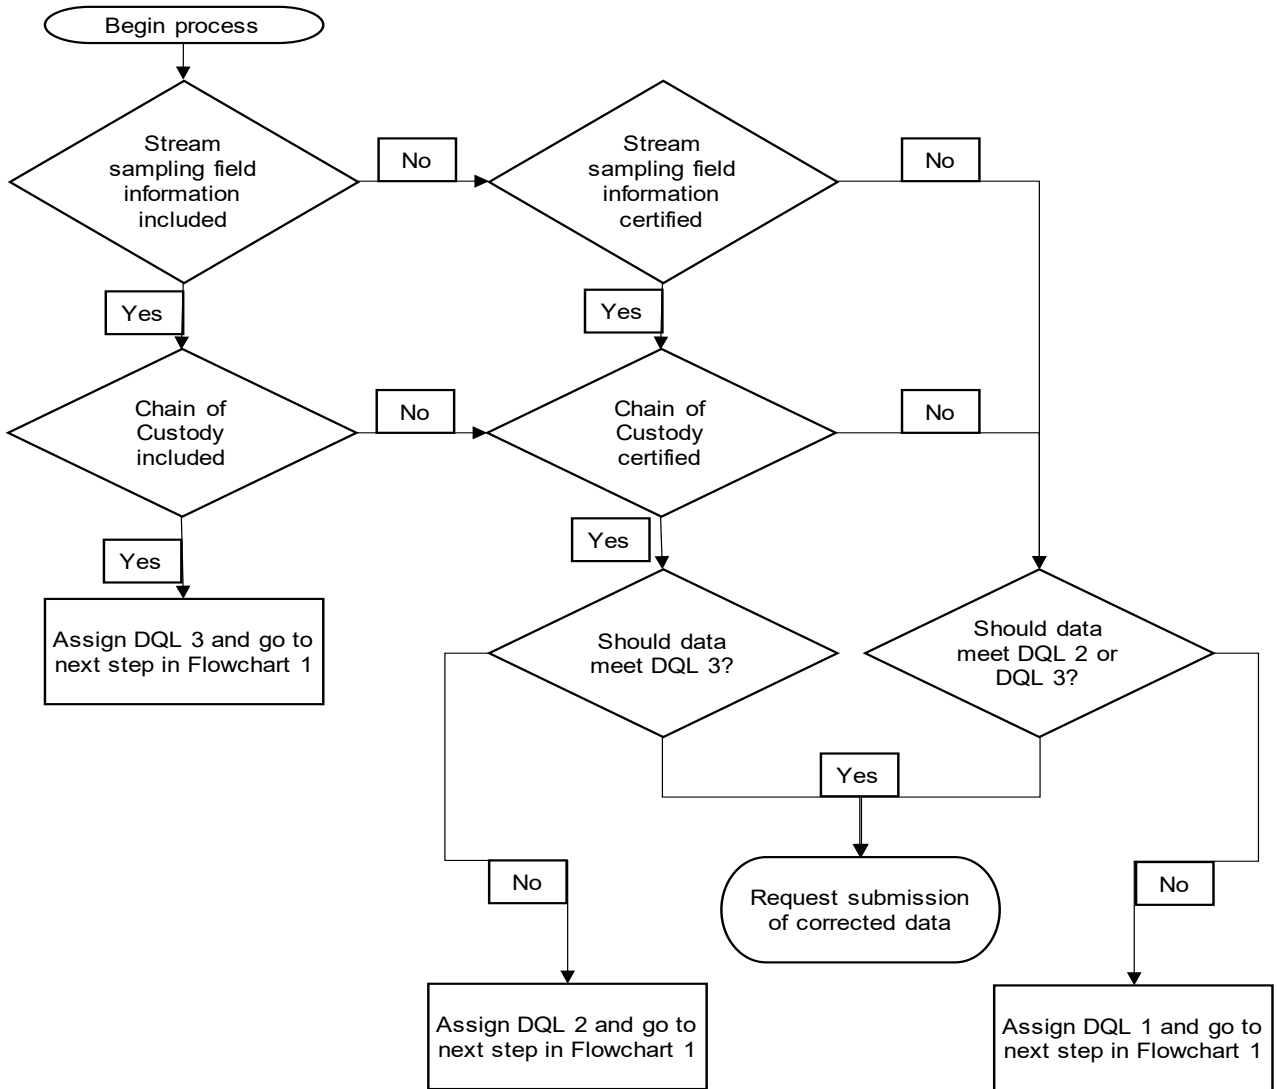 Begin process
Stream
sampling field
information
included
No
Stream
sampling field
information
certified
No
Yes
Yes
Chain of
Custody
included
No
Chain of
Custody
certified
No
Yes
Yes
Assign DQL 3 and go to
next step in Flowchart 1
Should data
meet DQL 3?
Should data
meet DQL 2 or
DQL 3?
Yes
No
No
Request submission
of corrected data
Assign DQL 2 and go to
next step in Flowchart 1
Assign DQL 1 and go to
next step in Flowchart 1